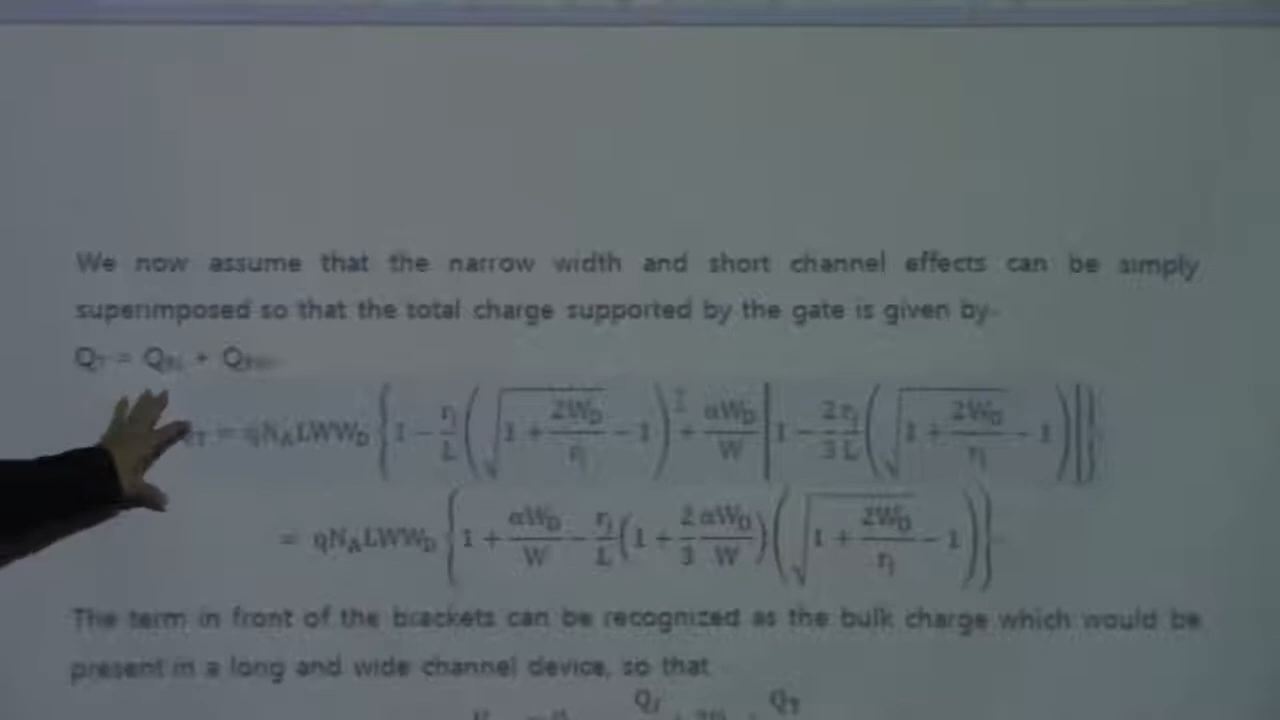 We now assume that the narrow width and short channel effects can be simply
superimposed so that the total charge supported by the gate is given by-
Q_T = Q
= qN_A LWW_D {1 − r_j/L (√(1 + 2W_D/r_j) − 1) + αW_D/W [1 − 2 r_j/3 L (√(1 + 2W_D/r_j) − 1)]}
= qN_A LWW_D {1 + αW_D/W − r_j/L (1 + 2/3 αW_D/W) (√(1 + 2W_D/r_j) − 1)}
The term in front of the brackets can be recognized as the bulk charge which would be
present in a long and wide channel device, so that